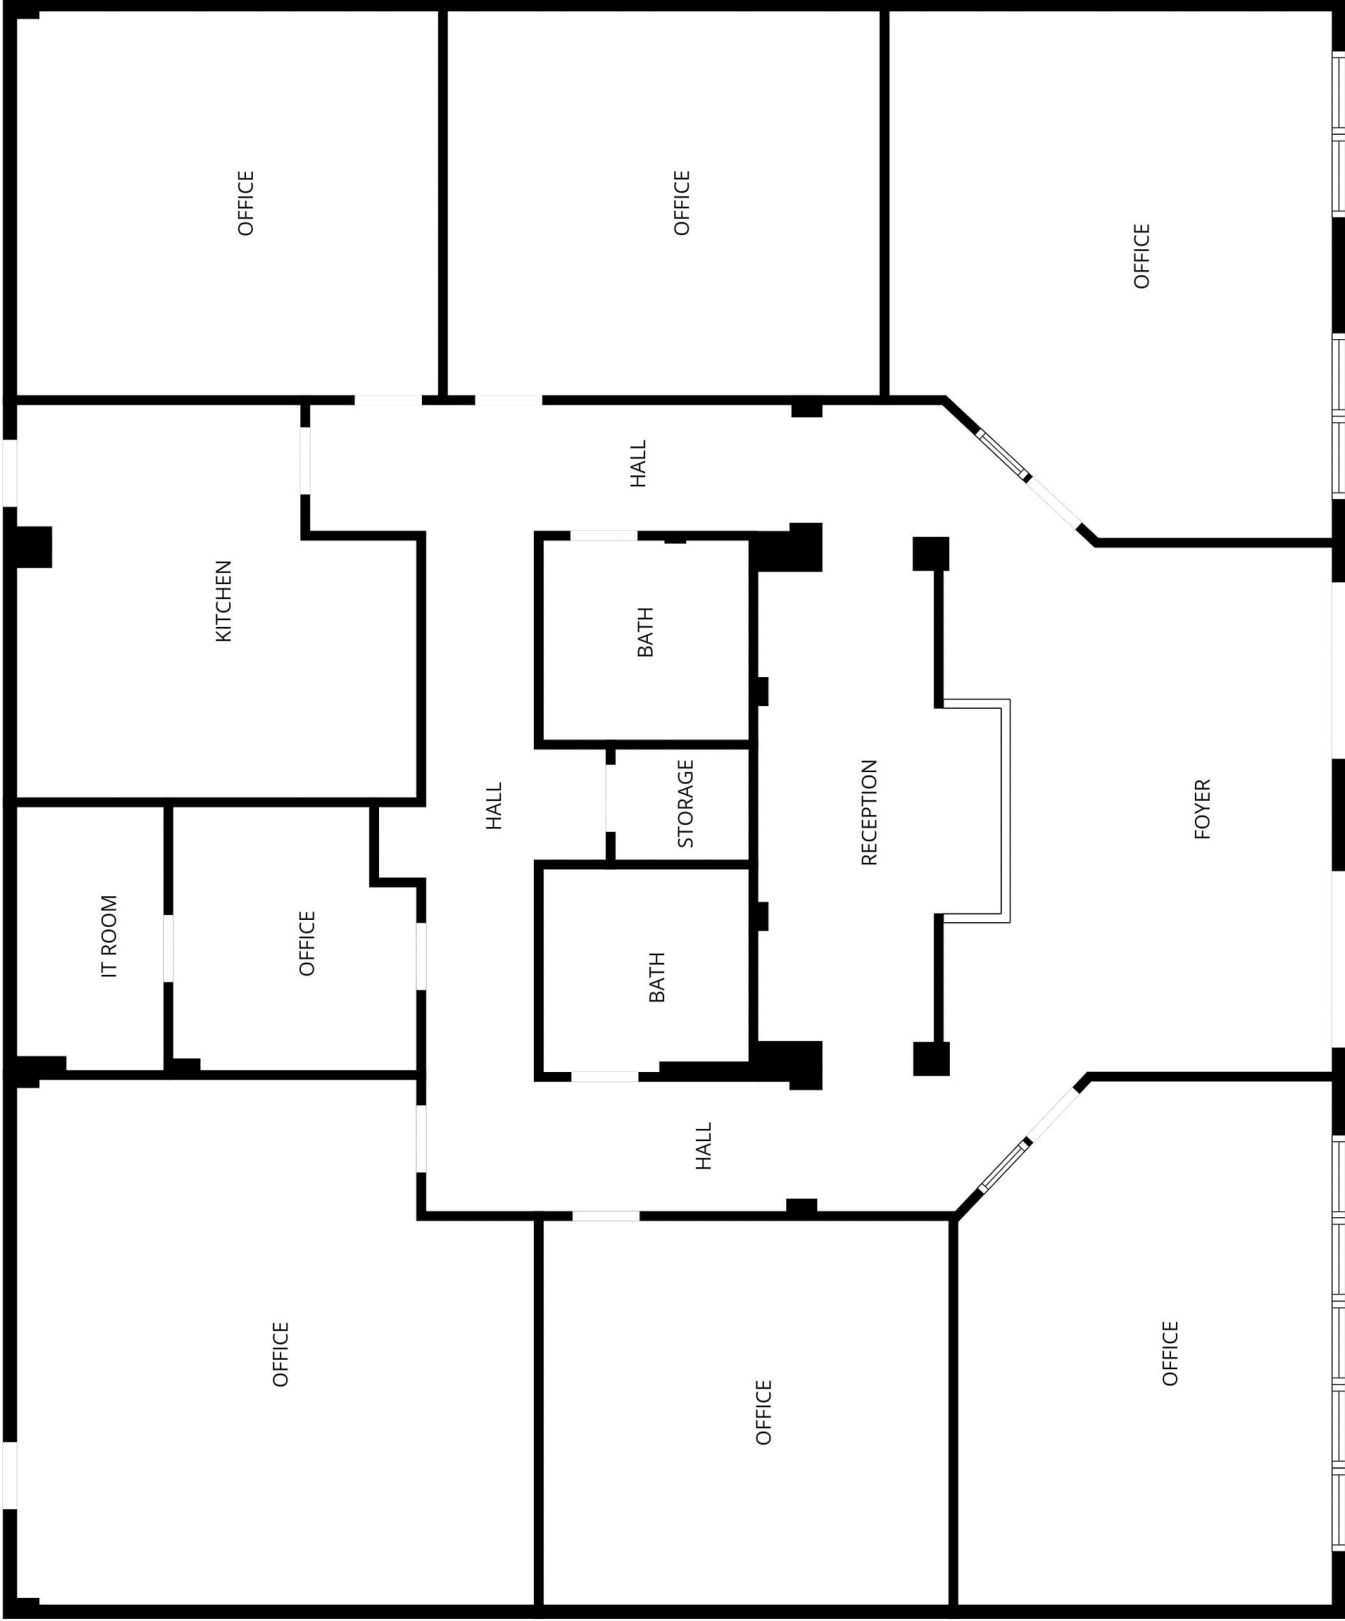 OFFICE
OFFICE
OFFICE
HALL
KITCHEN
BATH
HALL
STORAGE
RECEPTION
FOYER
IT ROOM
OFFICE
BATH
HALL
OFFICE
OFFICE
OFFICE